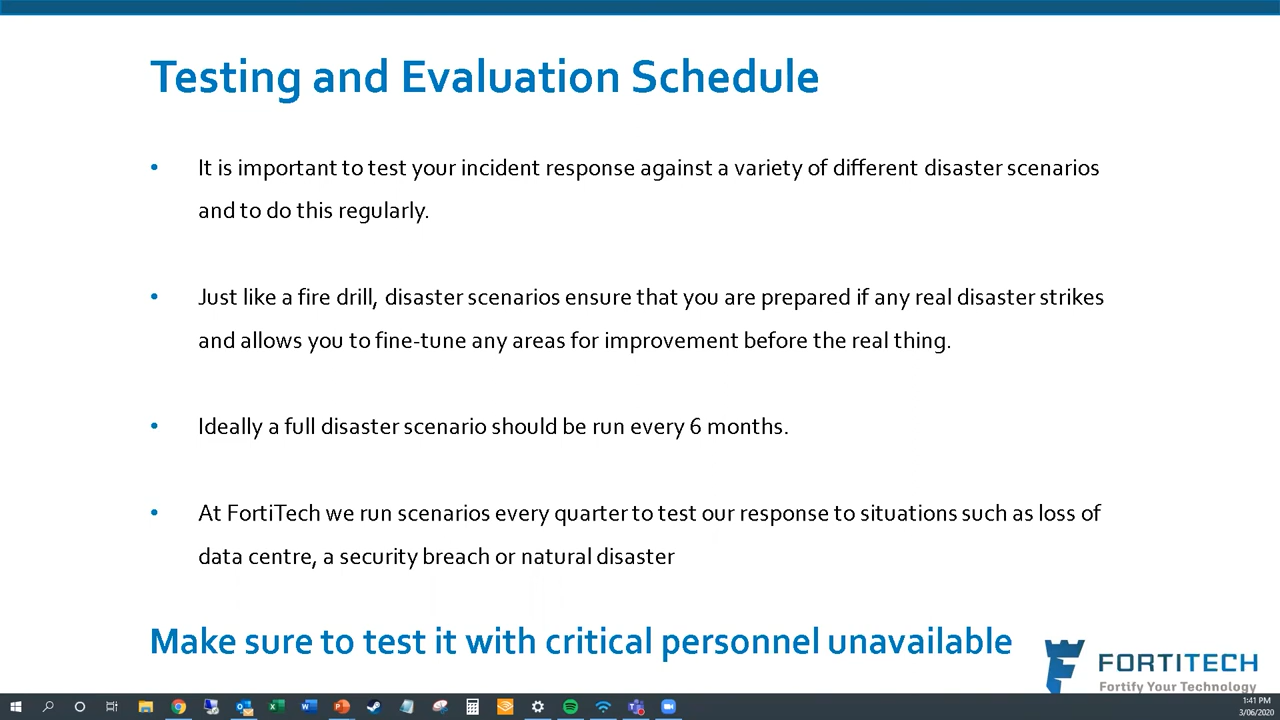 Testing and Evaluation Schedule
• It is important to test your incident response against a variety of different disaster scenarios
and to do this regularly.
• Just like a fire drill, disaster scenarios ensure that you are prepared if any real disaster strikes
and allows you to fine-tune any areas for improvement before the real thing.
• Ideally a full disaster scenario should be run every 6 months.
• At FortiTech we run scenarios every quarter to test our response to situations such as loss of
data centre, a security breach or natural disaster
Make sure to test it with critical personnel unavailable
FORTITECH
Fortify Your Technology
1:41 PM
3/06/2020